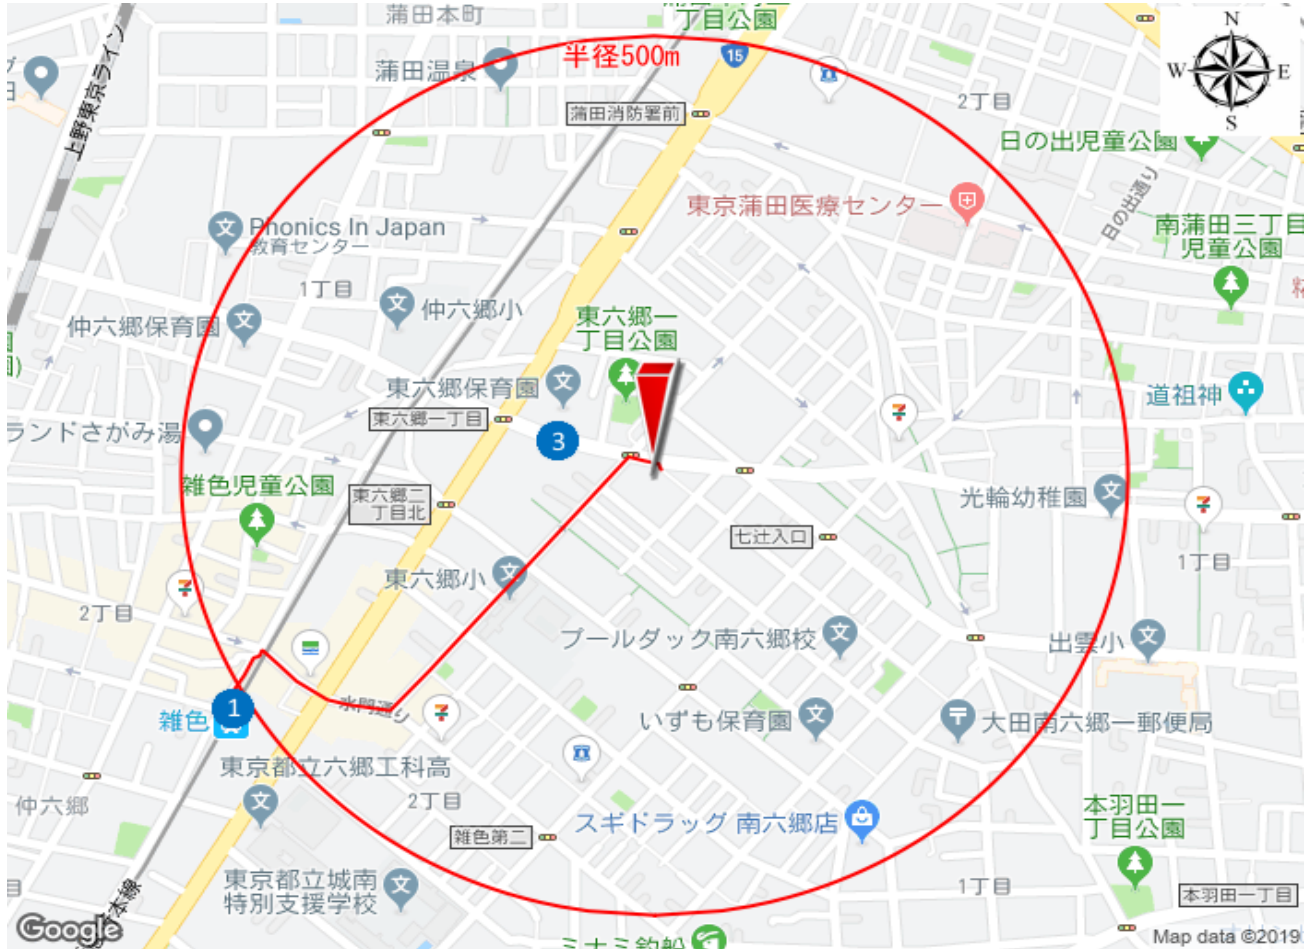 蒲田本町
丁目公園
半径500m
15
N
W E
S
蒲田温泉
上野東京ライン
蒲田消防署前
2丁目
日の出児童公園
日の出通り
東京蒲田医療センター
南蒲田三丁目
児童公園
Phonics In Japan
教育センター
1丁目
仲六郷小
仲六郷保育園
東六郷一
丁目公園
東六郷保育園
東六郷一丁目
道祖神
ランドさがみ湯
3
雑色児童公園
東六郷二
丁目北
光輪幼稚園
七辻入口
1丁目
東六郷小
2丁目
プールダック南六郷校
出雲小
1
雑色
水門通り
いずも保育園
大田南六郷一郵便局
東京都立六郷工科高
2丁目
仲六郷
スギドラッグ 南六郷店
本羽田一
丁目公園
雑色第二
東京都立城南
特別支援学校
1丁目
本羽田一丁目
本線
Google
ミナミ釣船
Map data ©2019